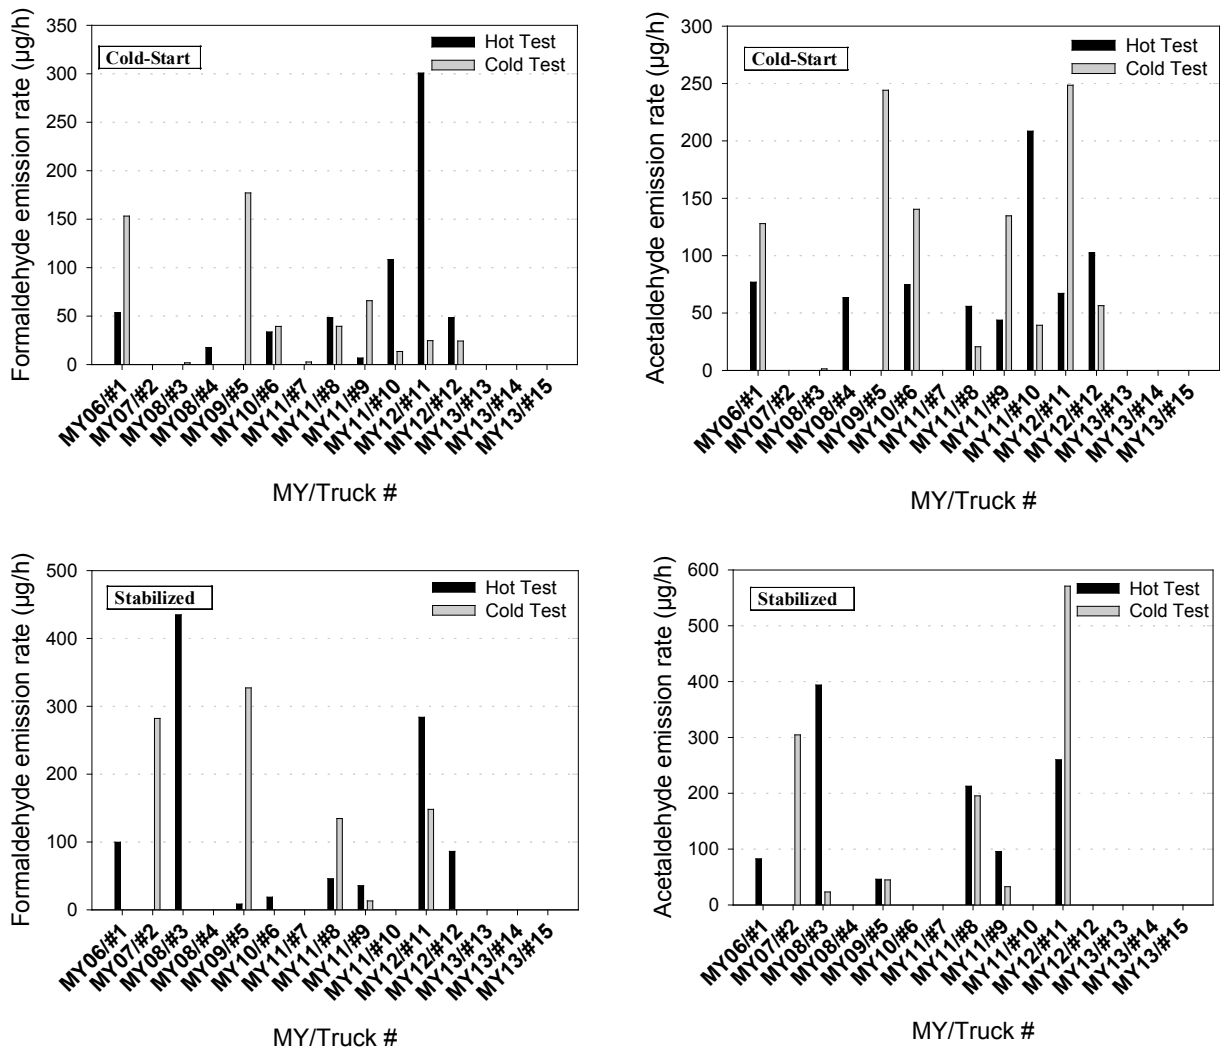 Formaldehyde emission rate (µg/h)
350
300
250
200
150
100
50
0
Cold-Start
Hot Test
Cold Test
MY06/#1
MY07/#2
MY08/#3
MY08/#4
MY09/#5
MY10/#6
MY11/#7
MY11/#8
MY11/#9
MY11/#10
MY12/#11
MY12/#12
MY13/#13
MY13/#14
MY13/#15
MY/Truck #
Acetaldehyde emission rate (µg/h)
300
250
200
150
100
50
0
Cold-Start
Hot Test
Cold Test
MY06/#1
MY07/#2
MY08/#3
MY08/#4
MY09/#5
MY10/#6
MY11/#7
MY11/#8
MY11/#9
MY11/#10
MY12/#11
MY12/#12
MY13/#13
MY13/#14
MY13/#15
MY/Truck #
Formaldehyde emission rate (µg/h)
500
400
300
200
100
0
Stabilized
Hot Test
Cold Test
MY06/#1
MY07/#2
MY08/#3
MY08/#4
MY09/#5
MY10/#6
MY11/#7
MY11/#8
MY11/#9
MY11/#10
MY12/#11
MY12/#12
MY13/#13
MY13/#14
MY13/#15
MY/Truck #
Acetaldehyde emission rate (µg/h)
600
500
400
300
200
100
0
Stabilized
Hot Test
Cold Test
MY06/#1
MY07/#2
MY08/#3
MY08/#4
MY09/#5
MY10/#6
MY11/#7
MY11/#8
MY11/#9
MY11/#10
MY12/#11
MY12/#12
MY13/#13
MY13/#14
MY13/#15
MY/Truck #